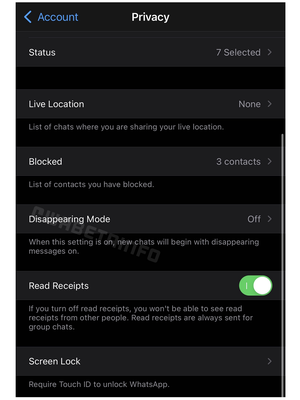 Account
Privacy
Status
7 Selected
Live Location
None
List of chats where you are sharing your live location.
Blocked
3 contacts
List of contacts you have blocked.
WABETAINFO
Disappearing Mode
Off
When this setting is on, new chats will begin with disappearing
messages on.
Read Receipts
If you turn off read receipts, you won't be able to see read
receipts from other people. Read receipts are always sent for
group chats.
Screen Lock
Require Touch ID to unlock WhatsApp.